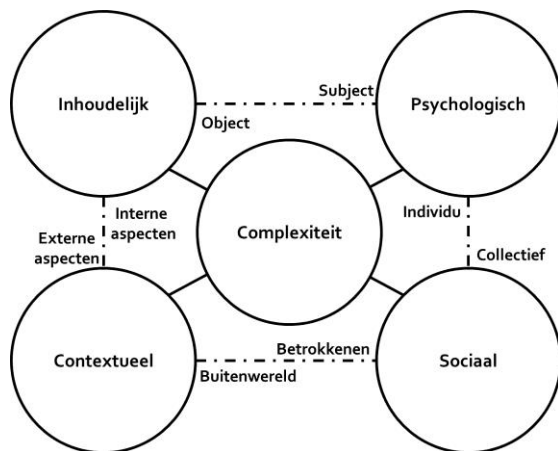 Subject
Inhoudelijk
Psychologisch
Object
Interne
aspecten
Individu
Complexiteit
Externe
aspecten
Collectief
Betrokkenen
Contextueel
Sociaal
Buitenwereld